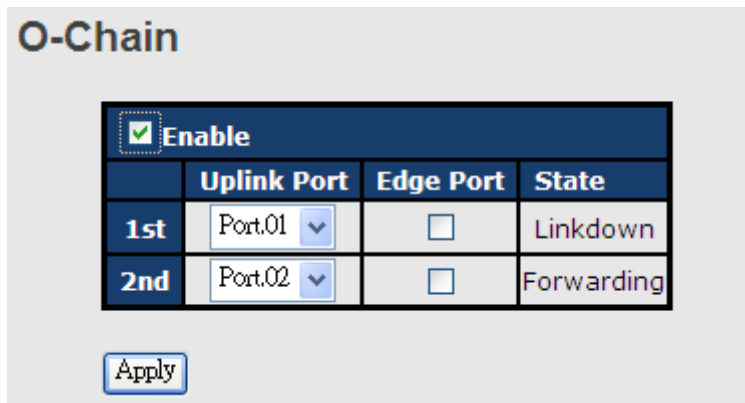 O-Chain
Enable
Uplink Port Edge Port State
1st Port.01 Linkdown
2nd Port.02 Forwarding
Apply